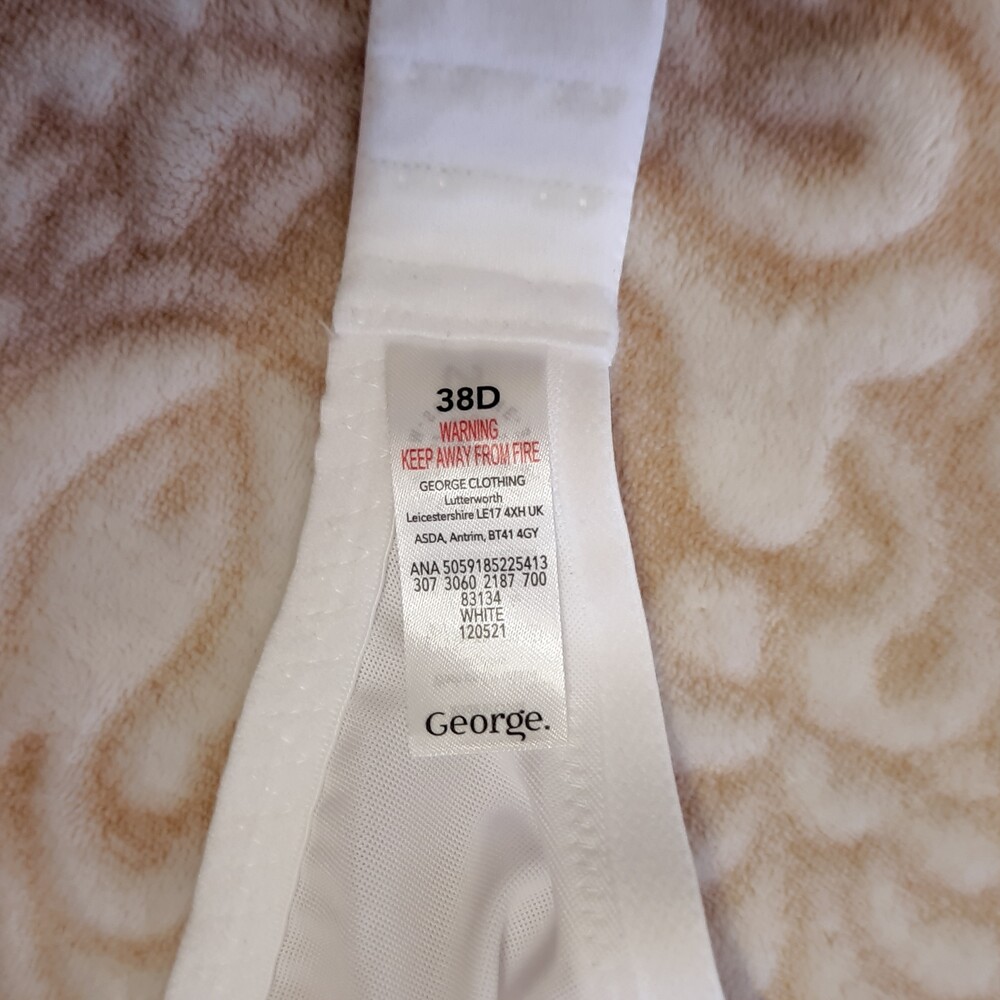 38D
WARNING
KEEP AWAY FROM FIRE
GEORGE CLOTHING
Lutterworth
Leicestershire LE17 4XH UK
ASDA, Antrim, BT41 4GY
ANA 5059185225413
307 3060 2187 700
83134
WHITE
120521
George.